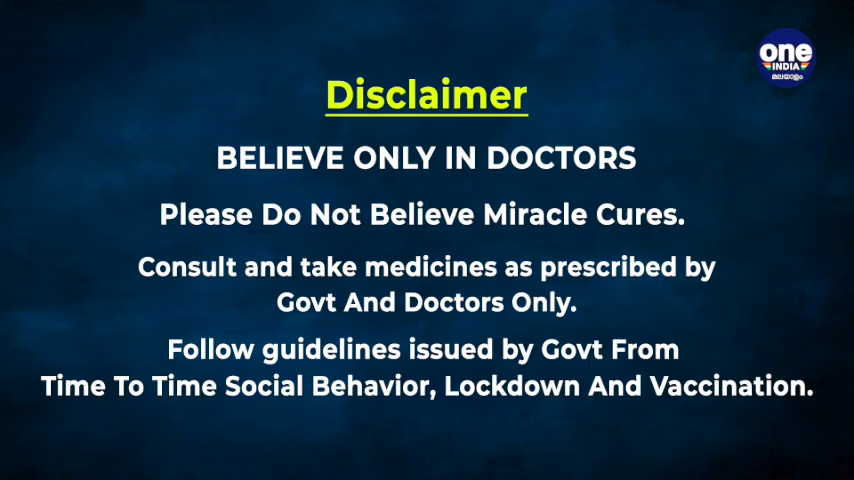 one
INDIA
മലയാളം
Disclaimer
BELIEVE ONLY IN DOCTORS
Please Do Not Believe Miracle Cures.
Consult and take medicines as prescribed by
Govt And Doctors Only.
Follow guidelines issued by Govt From
Time To Time Social Behavior, Lockdown And Vaccination.